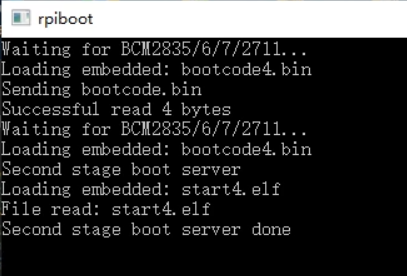 rpiboot
Waiting for BCM2835/6/7/2711...
Loading embedded: bootcode4.bin
Sending bootcode.bin
Successful read 4 bytes
Waiting for BCM2835/6/7/2711...
Loading embedded: bootcode4.bin
Second stage boot server
Loading embedded: start4.elf
File read: start4.elf
Second stage boot server done